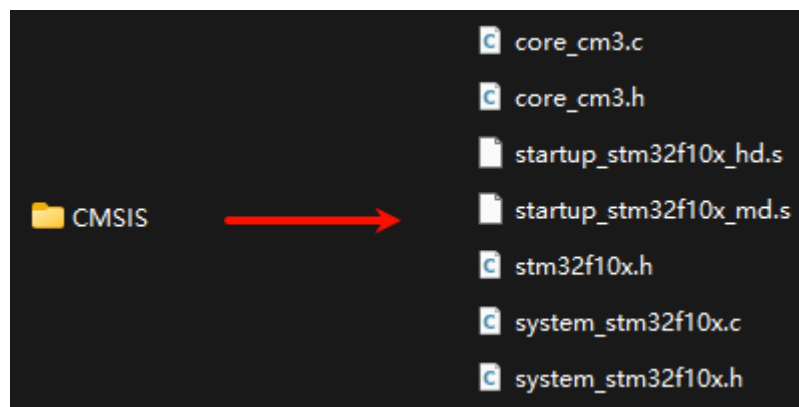 CMSIS
core_cm3.c
core_cm3.h
startup_stm32f10x_hd.s
startup_stm32f10x_md.s
stm32f10x.h
system_stm32f10x.c
system_stm32f10x.h